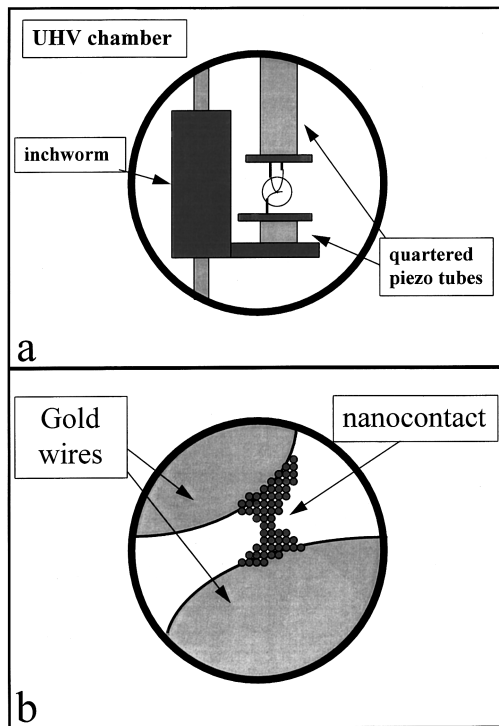 UHV chamber
inchworm
quartered
piezo tubes
a
Gold
wires
nanocontact
b